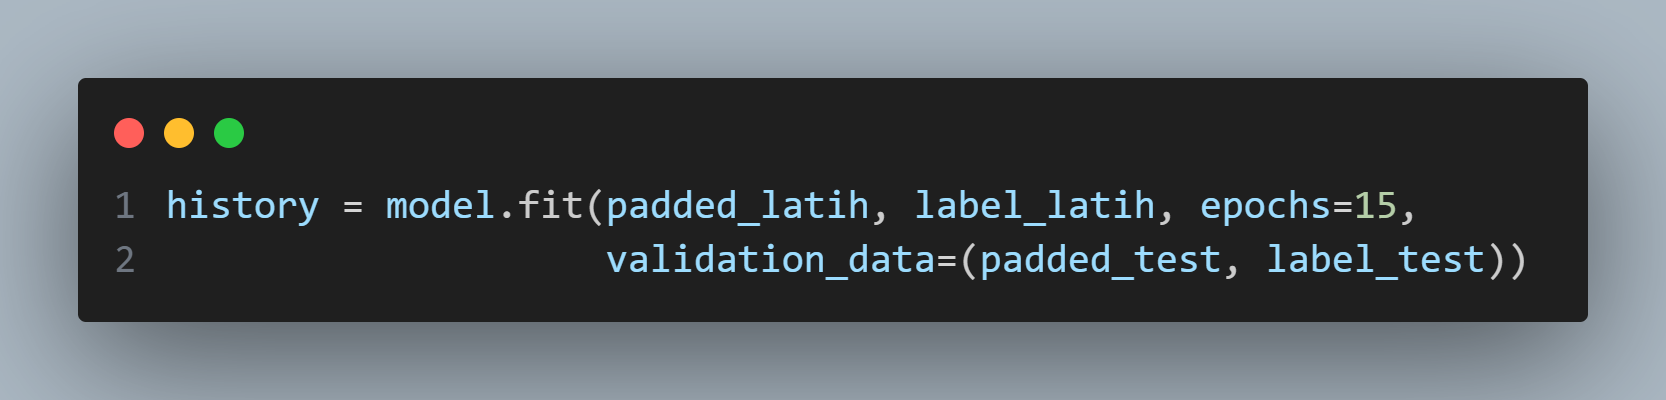 1 history = model.fit(padded_latih, label_latih, epochs=15,
2                     validation_data=(padded_test, label_test))